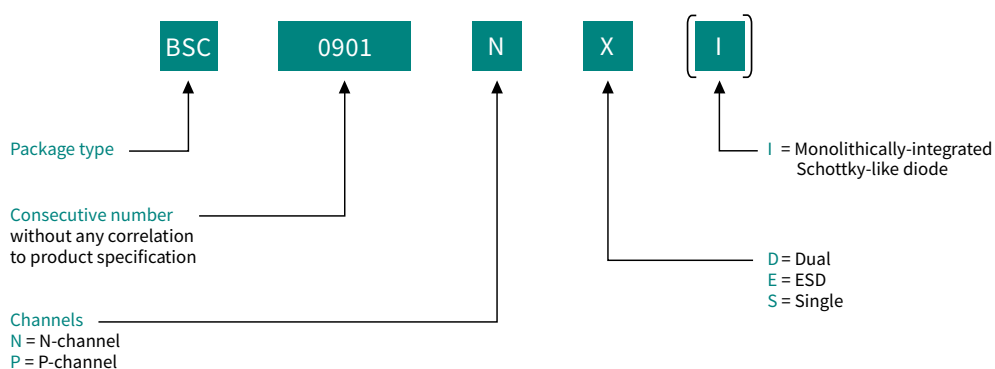 BSC 0901 N X I
Package type
I = Monolithically-integrated
Schottky-like diode
Consecutive number
without any correlation
to product specification
D = Dual
E = ESD
S = Single
Channels
N = N-channel
P = P-channel